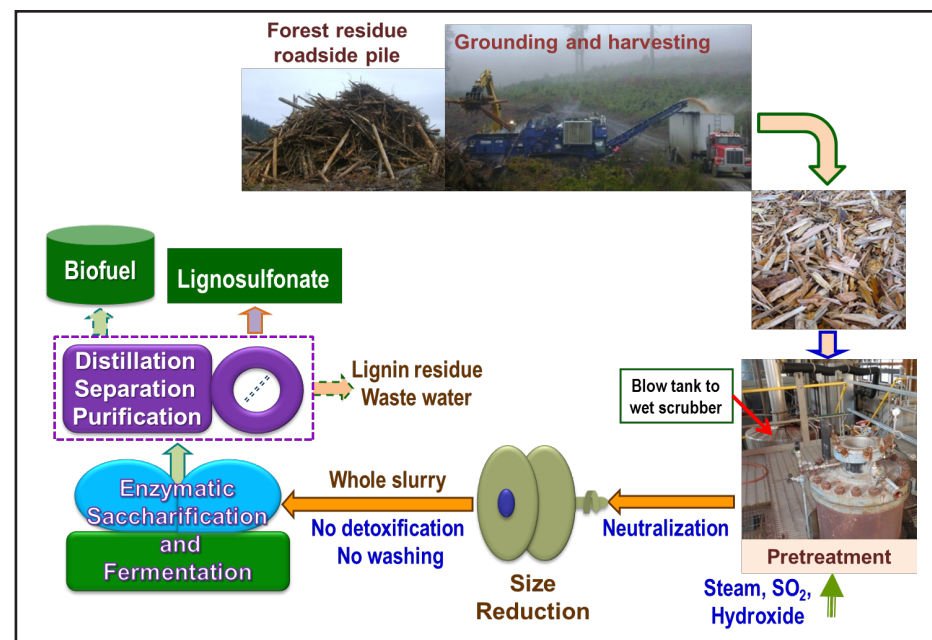 Forest residue
roadside pile
Grounding and harvesting
Biofuel
Lignosulfonate
Distillation
Separation
Purification
Lignin residue
Waste water
Blow tank to
wet scrubber
Enzymatic
Saccharification
and
Fermentation
Whole slurry
No detoxification
No washing
Size
Reduction
Neutralization
Pretreatment
Steam, SO₂,
Hydroxide